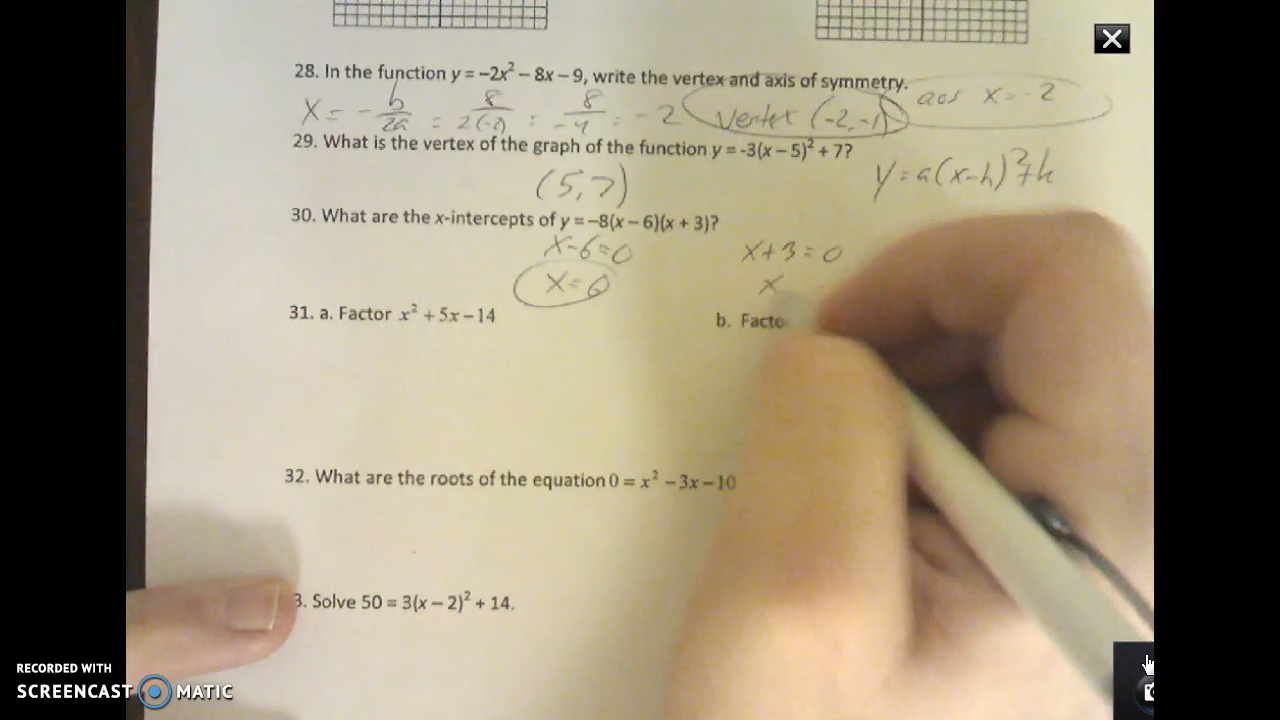 28. In the function y = −2x² − 8x − 9, write the vertex and axis of symmetry.
X = - b/2a = 8/2(-2) = 8/-4 = -2 Vertex (-2,-1) aos x = -2
29. What is the vertex of the graph of the function y = -3(x − 5)² + 7?
(5,7) y = a(x-h)²+k
30. What are the x-intercepts of y = −8(x − 6)(x + 3)?
x-6=0 x+3=0
x=6 x
31. a. Factor x² + 5x − 14 b. Facto
32. What are the roots of the equation 0 = x² − 3x − 10
3. Solve 50 = 3(x − 2)² + 14.
RECORDED WITH
SCREENCAST MATIC